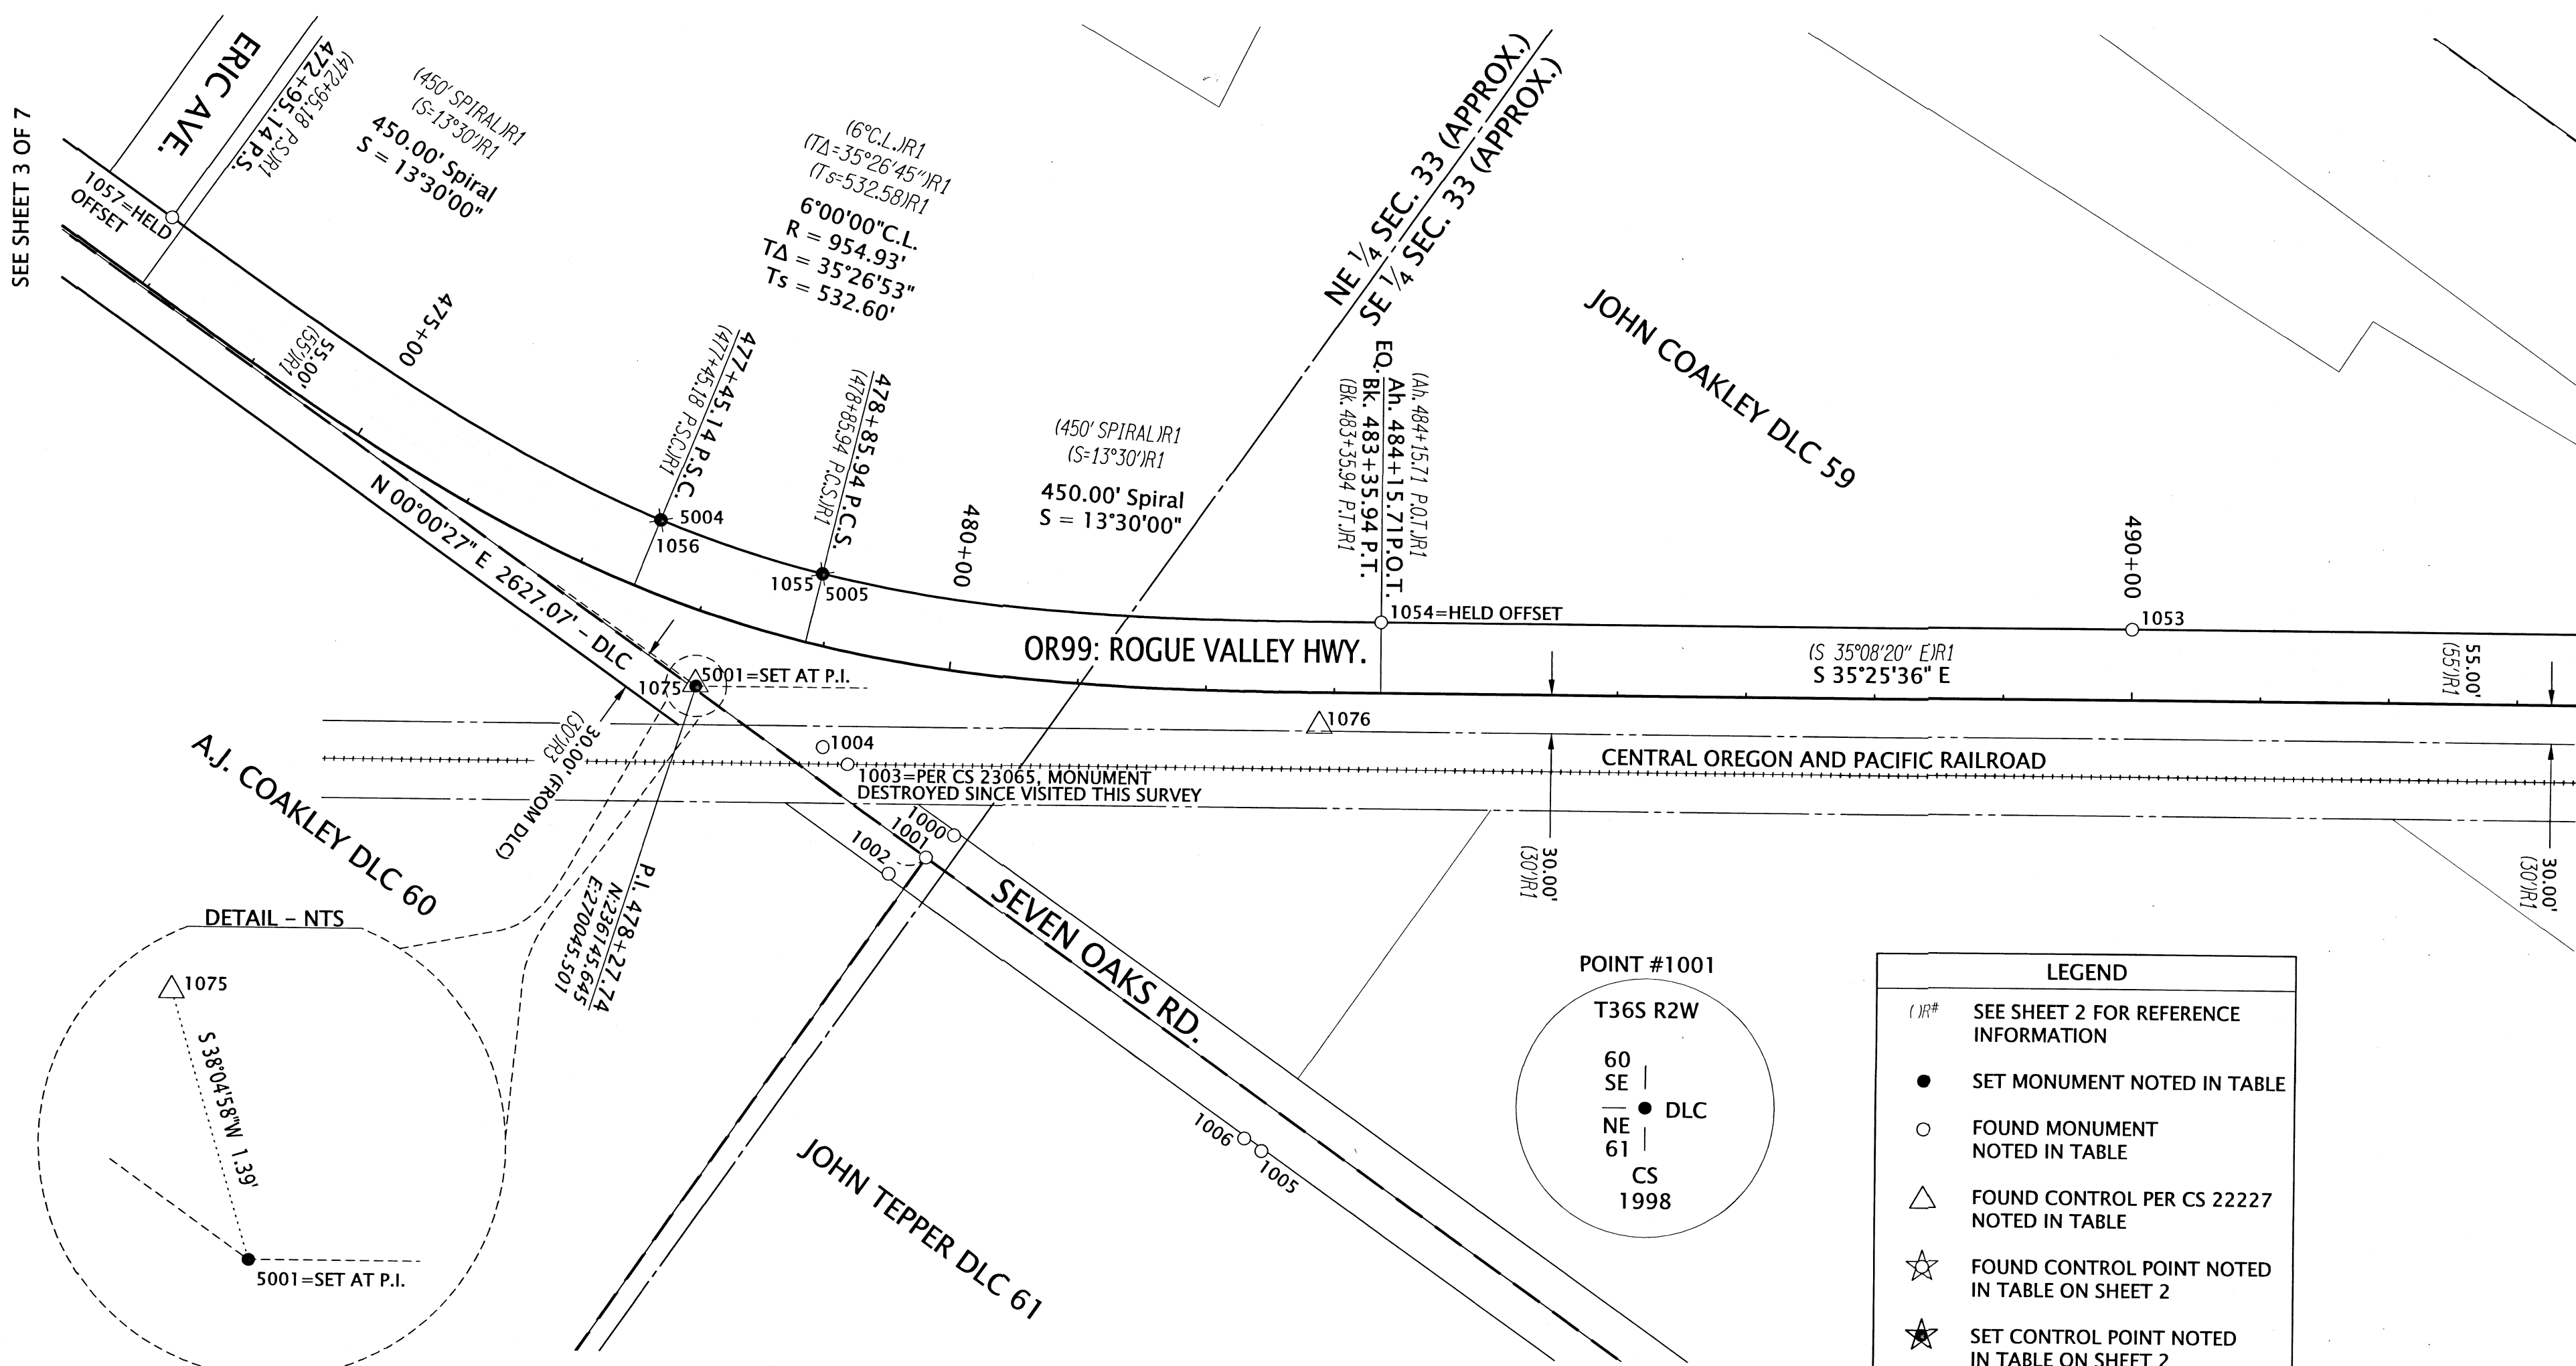 SEE SHEET 3 OF 7
ERIC AVE.
472+95.14 P.S.
(472+95.18 P.S.)R1
1057=HELD
OFFSET
(450' SPIRAL)R1
(S=13°30')R1
450.00' Spiral
S = 13°30'00"
(6°C.L.)R1
(TΔ=35°26'45")R1
(Ts=532.58)R1
6°00'00"C.L.
R = 954.93'
TΔ = 35°26'53"
Ts = 532.60'
475+00
55.00'
(55')R1
477+45.14 P.S.C.
(477+45.18 P.S.C.)R1
478+85.94 P.C.S.
(478+85.94 P.C.S.)R1
5004
1056
1055
5005
480+00
(450' SPIRAL)R1
(S=13°30')R1
450.00' Spiral
S = 13°30'00"
NE 1/4 SEC. 33 (APPROX.)
SE 1/4 SEC. 33 (APPROX.)
EQ.
(Ah. 484+15.71 P.O.T.)R1
Ah. 484+15.71P.O.T.
Bk. 483+35.94 P.T.
(Bk. 483+35.94 P.T.)R1
JOHN COAKLEY DLC 59
490+00
1054=HELD OFFSET
1053
OR99: ROGUE VALLEY HWY.
(S 35°08'20" E)R1
S 35°25'36" E
55.00'
(55')R1
N 00°00'27" E 2627.07' - DLC
1075
5001=SET AT P.I.
1076
1004
1003=PER CS 23065, MONUMENT
DESTROYED SINCE VISITED THIS SURVEY
CENTRAL OREGON AND PACIFIC RAILROAD
30.00' (FROM DLC)
(30')R3
A.J. COAKLEY DLC 60
1000
1001
1002
30.00'
(30')R1
30.00'
(30')R1
P.I. 478+27.74
N:236145.645
E:270045.501
SEVEN OAKS RD.
DETAIL - NTS
1075
S 38°04'58"W 1.39'
5001=SET AT P.I.
JOHN TEPPER DLC 61
1006
1005
POINT #1001
T36S R2W
60
SE
DLC
NE
61
CS
1998
LEGEND
( )R# SEE SHEET 2 FOR REFERENCE
INFORMATION
SET MONUMENT NOTED IN TABLE
FOUND MONUMENT
NOTED IN TABLE
FOUND CONTROL PER CS 22227
NOTED IN TABLE
FOUND CONTROL POINT NOTED
IN TABLE ON SHEET 2
SET CONTROL POINT NOTED
IN TABLE ON SHEET 2